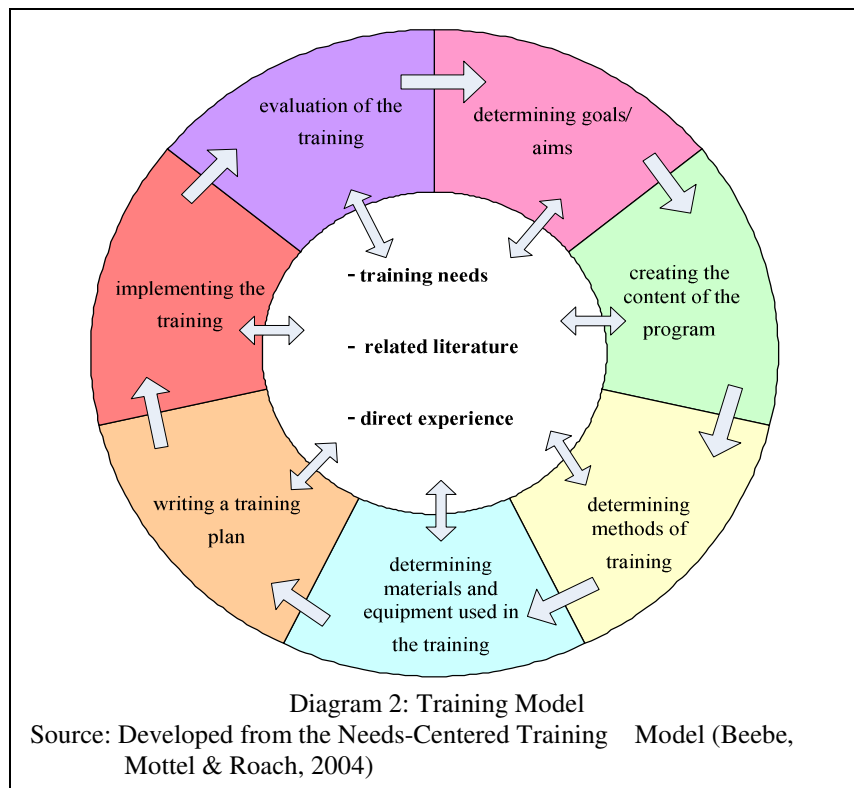 evaluation of the
training
determining goals/
aims
creating the
content of the
program
determining
methods of
training
determining
materials and
equipment used in
the training
writing a training
plan
implementing the
training
- training needs
- related literature
- direct experience
Diagram 2: Training Model
Source: Developed from the Needs-Centered Training Model (Beebe,
Mottel & Roach, 2004)